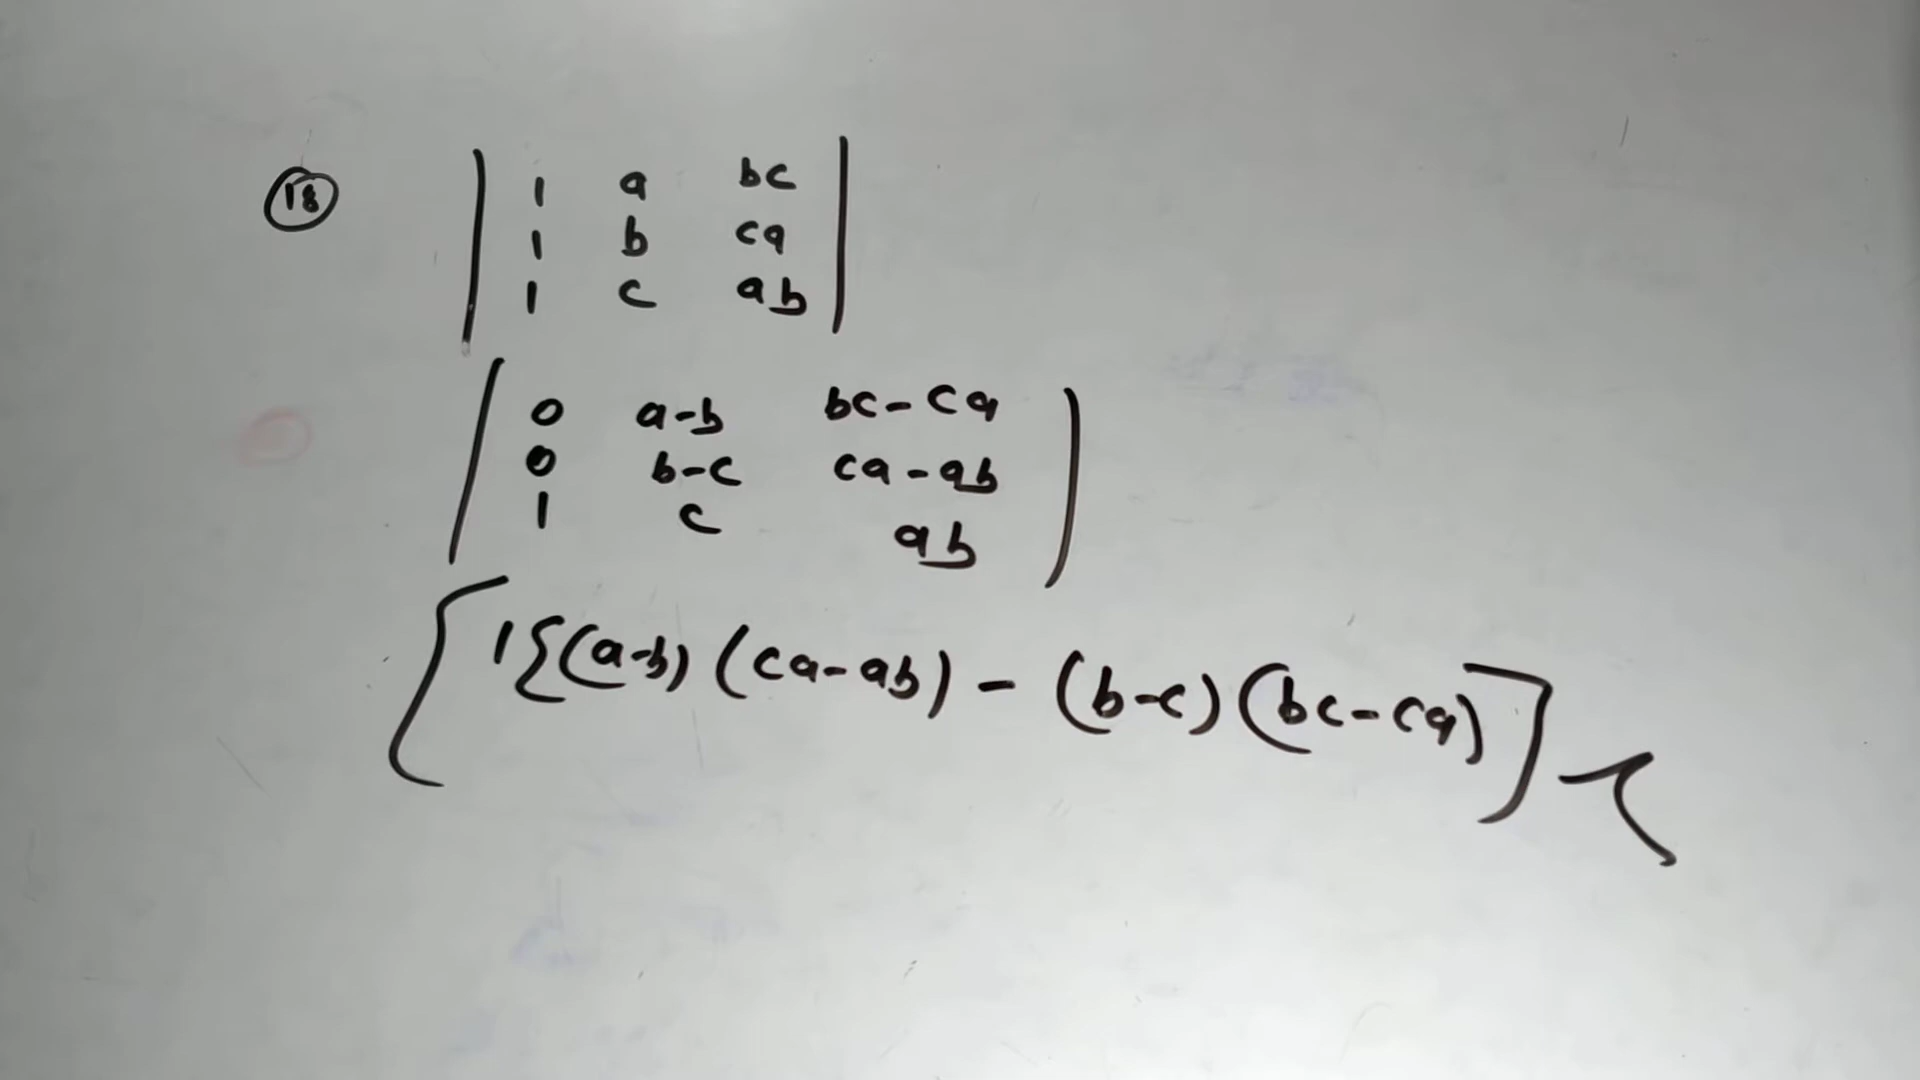 18 | 1 a bc |
| 1 b ca |
| 1 c ab |
( 0 a-b bc-ca )
( 0 b-c ca-ab )
( 1 c ab )
[ 1{(a-b)(ca-ab) - (b-c)(bc-ca) ]